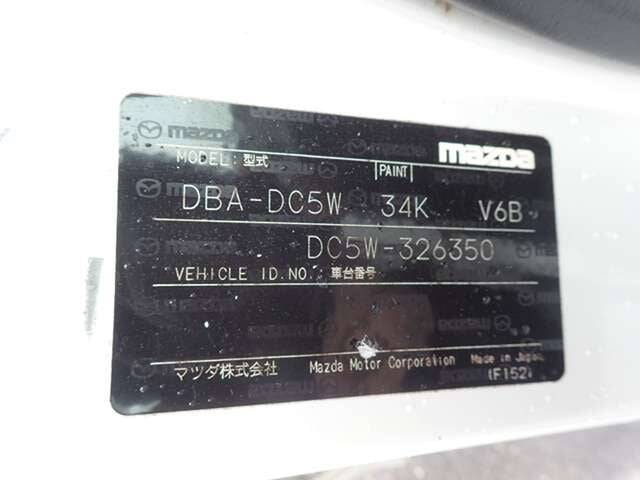 mazda mazda
MODEL: 型式 PAINT
DBA-DC5W 34K V6B
DC5W-326350
VEHICLE ID.NO.: 車台番号
マツダ株式会社 Mazda Motor Corporation Made in Japan
(F152)